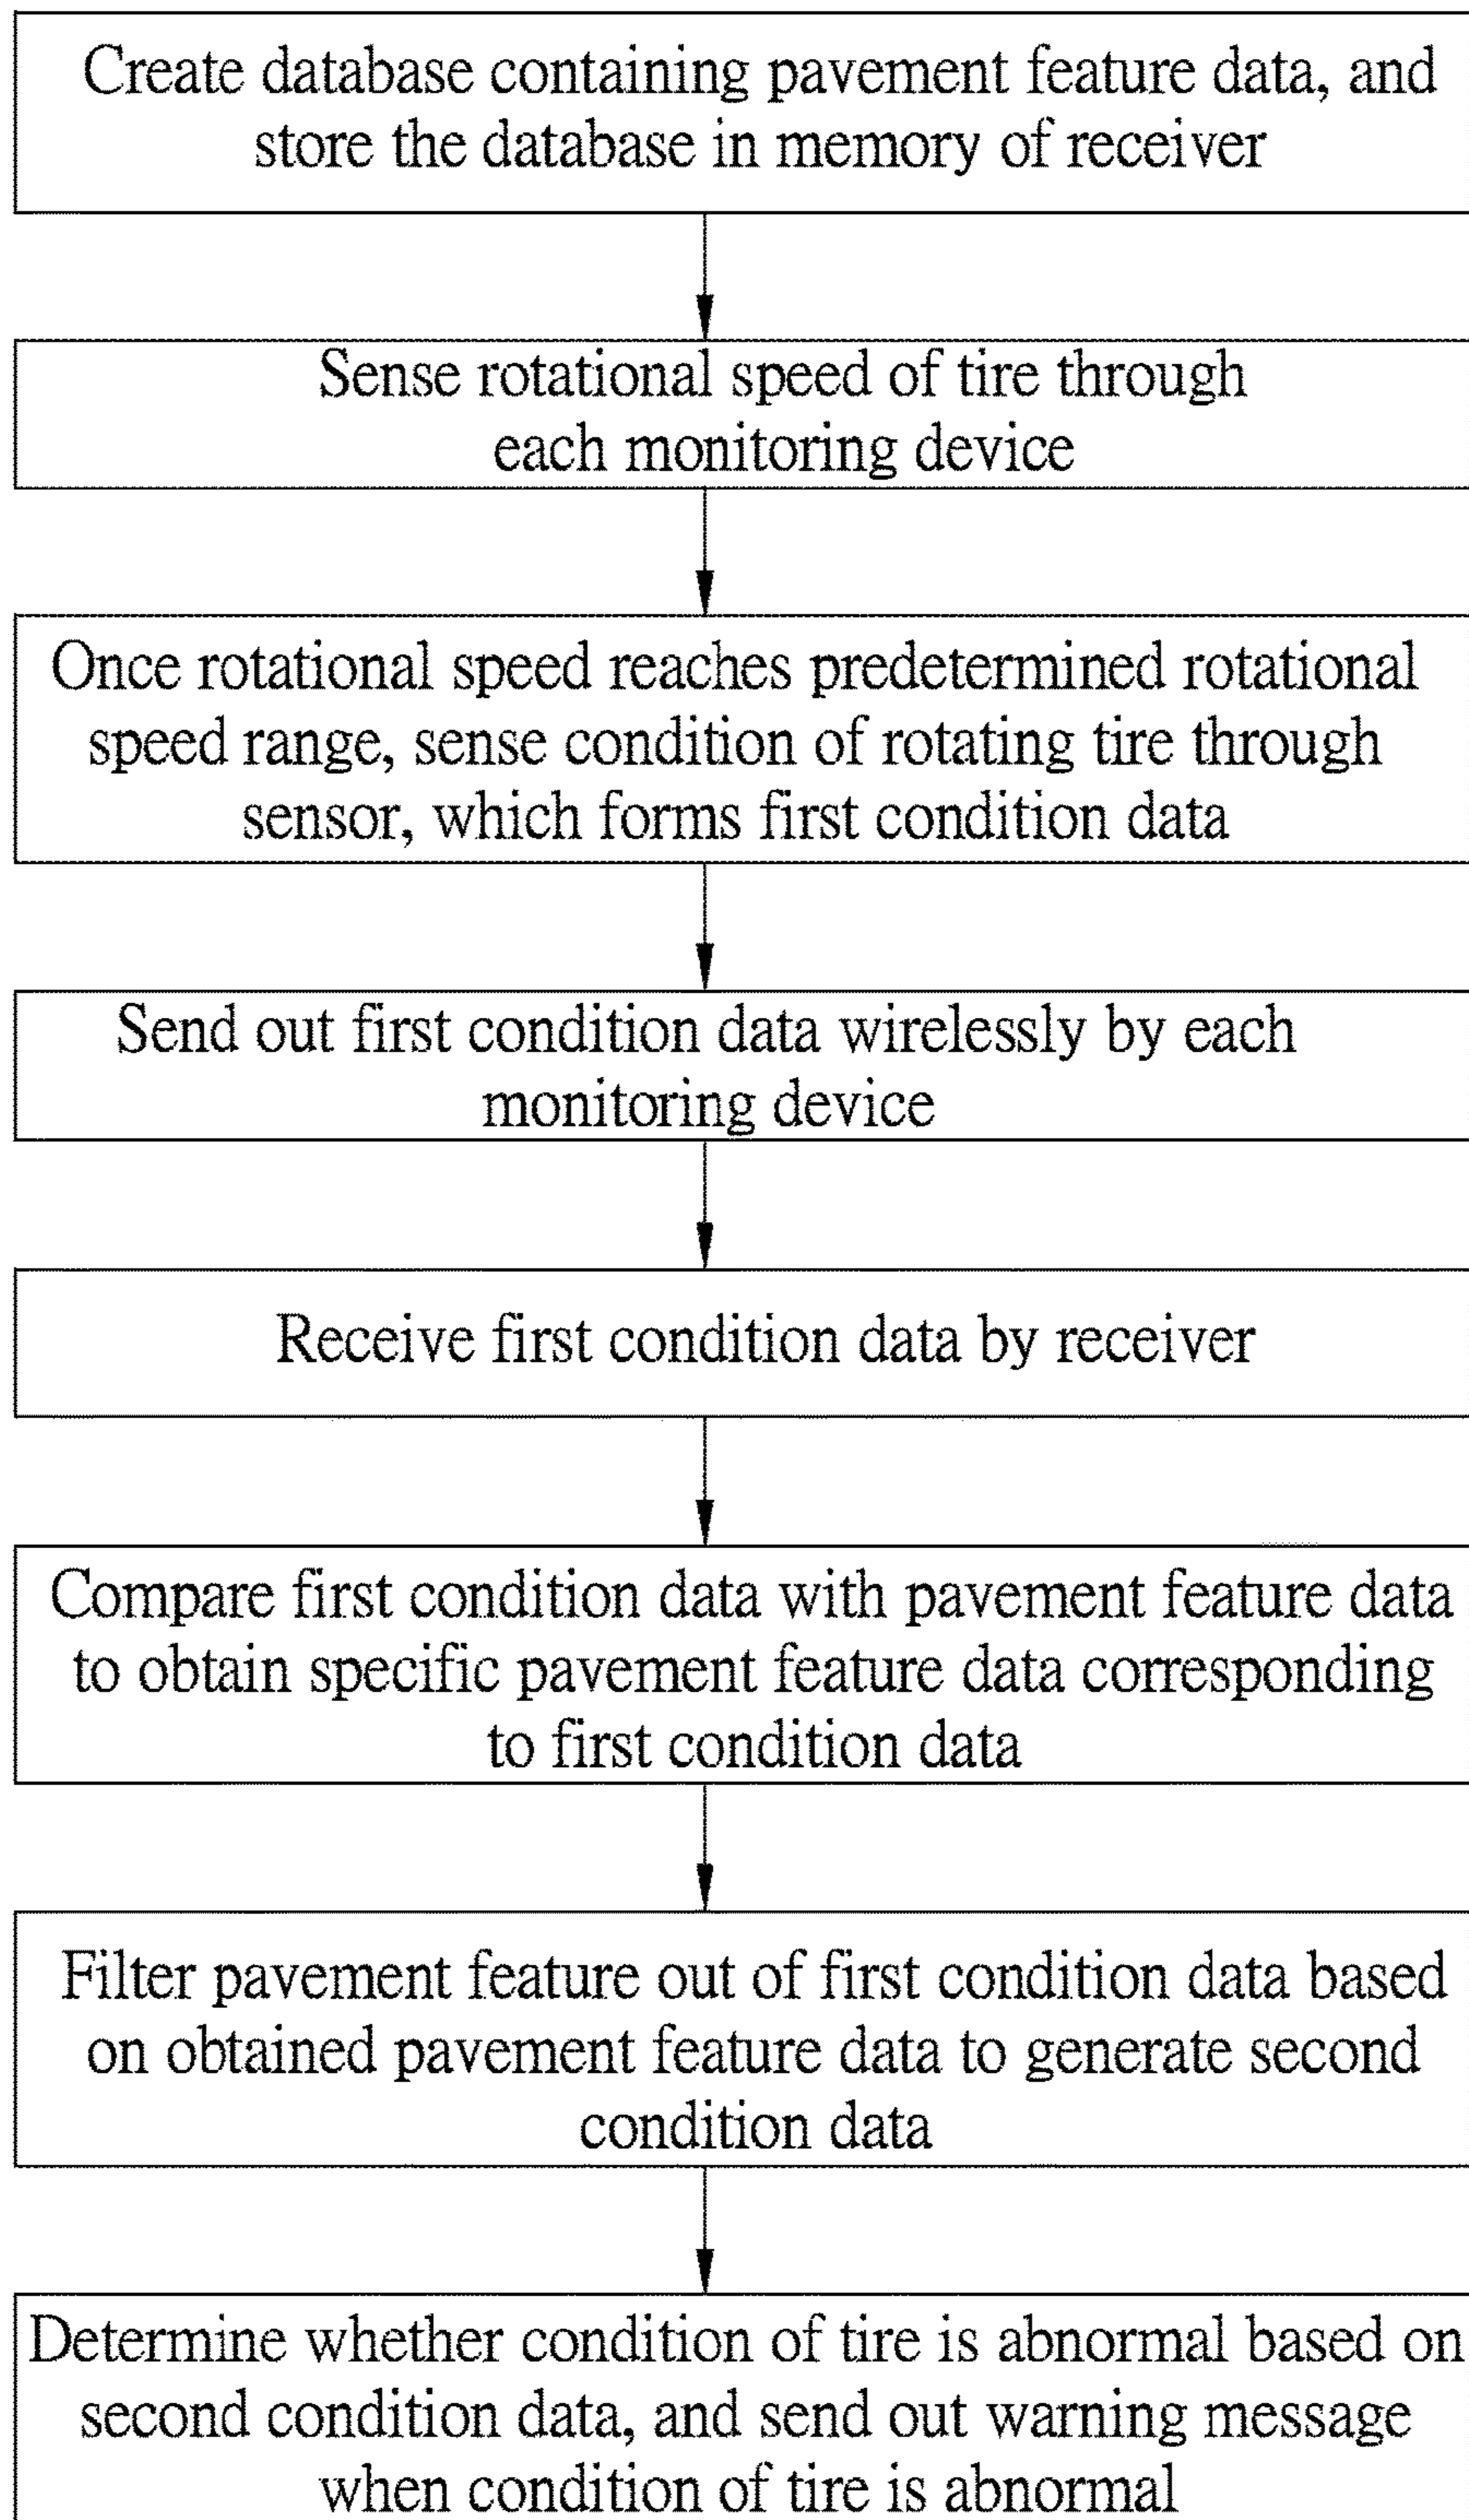 Create database containing pavement feature data, and
store the database in memory of receiver
Sense rotational speed of tire through
each monitoring device
Once rotational speed reaches predetermined rotational
speed range, sense condition of rotating tire through
sensor, which forms first condition data
Send out first condition data wirelessly by each
monitoring device
Receive first condition data by receiver
Compare first condition data with pavement feature data
to obtain specific pavement feature data corresponding
to first condition data
Filter pavement feature out of first condition data based
on obtained pavement feature data to generate second
condition data
Determine whether condition of tire is abnormal based on
second condition data, and send out warning message
when condition of tire is abnormal